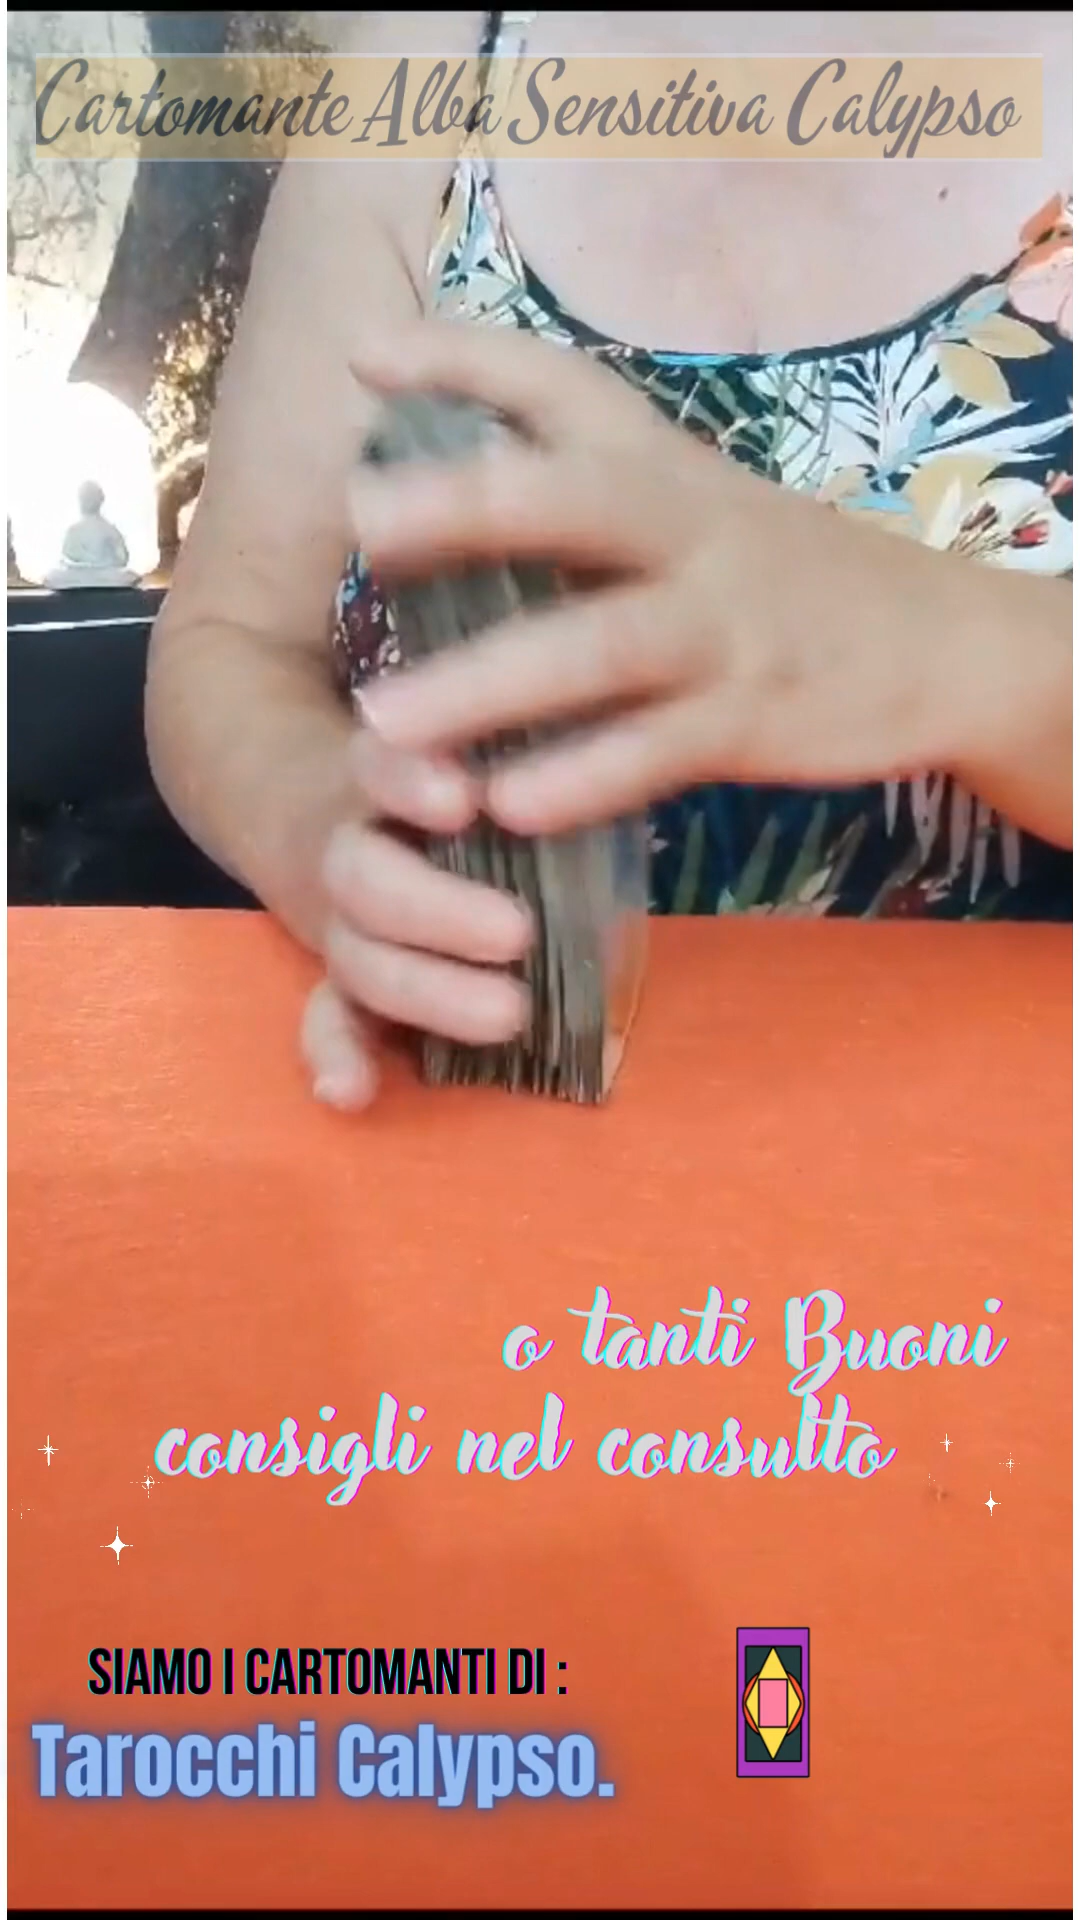 Cartomante Alba Sensitiva Calypso
o tanti Buoni
consigli nel consulto
SIAMO I CARTOMANTI DI :
Tarocchi Calypso.